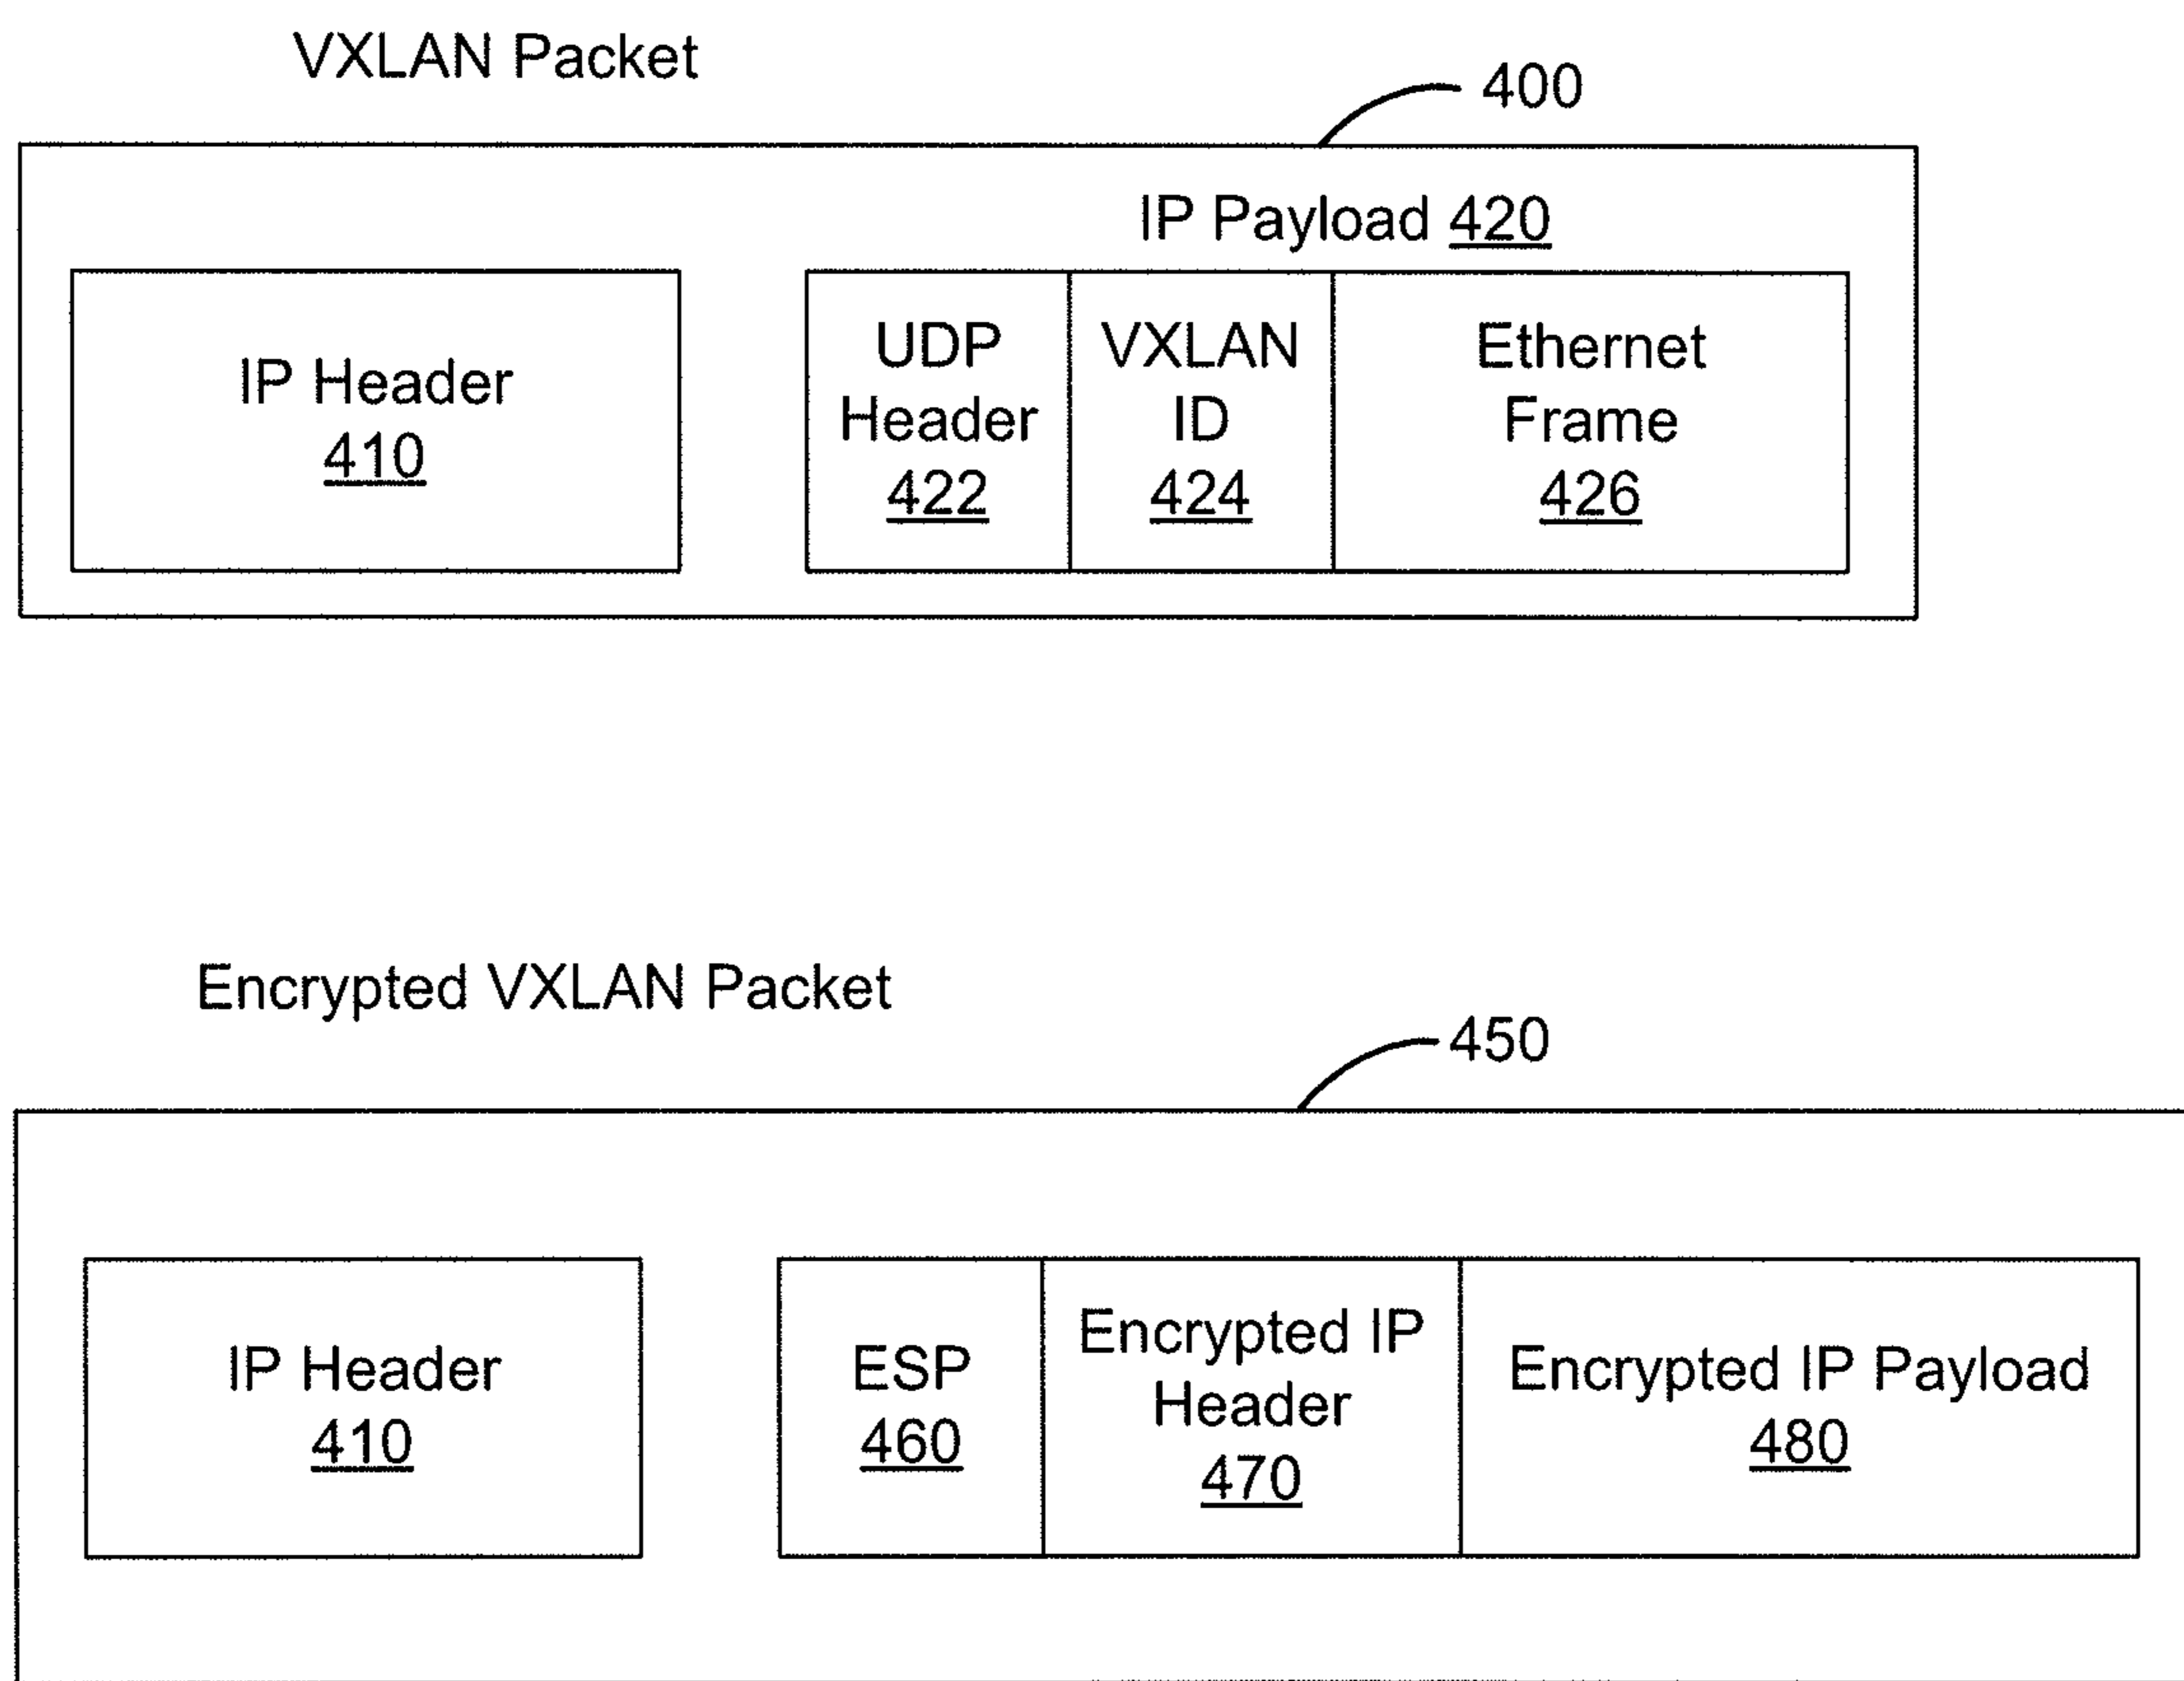 VXLAN Packet
400
IP Payload 420
IP Header
410
UDP
Header
422
VXLAN
ID
424
Ethernet
Frame
426
Encrypted VXLAN Packet
450
IP Header
410
ESP
460
Encrypted IP
Header
470
Encrypted IP Payload
480